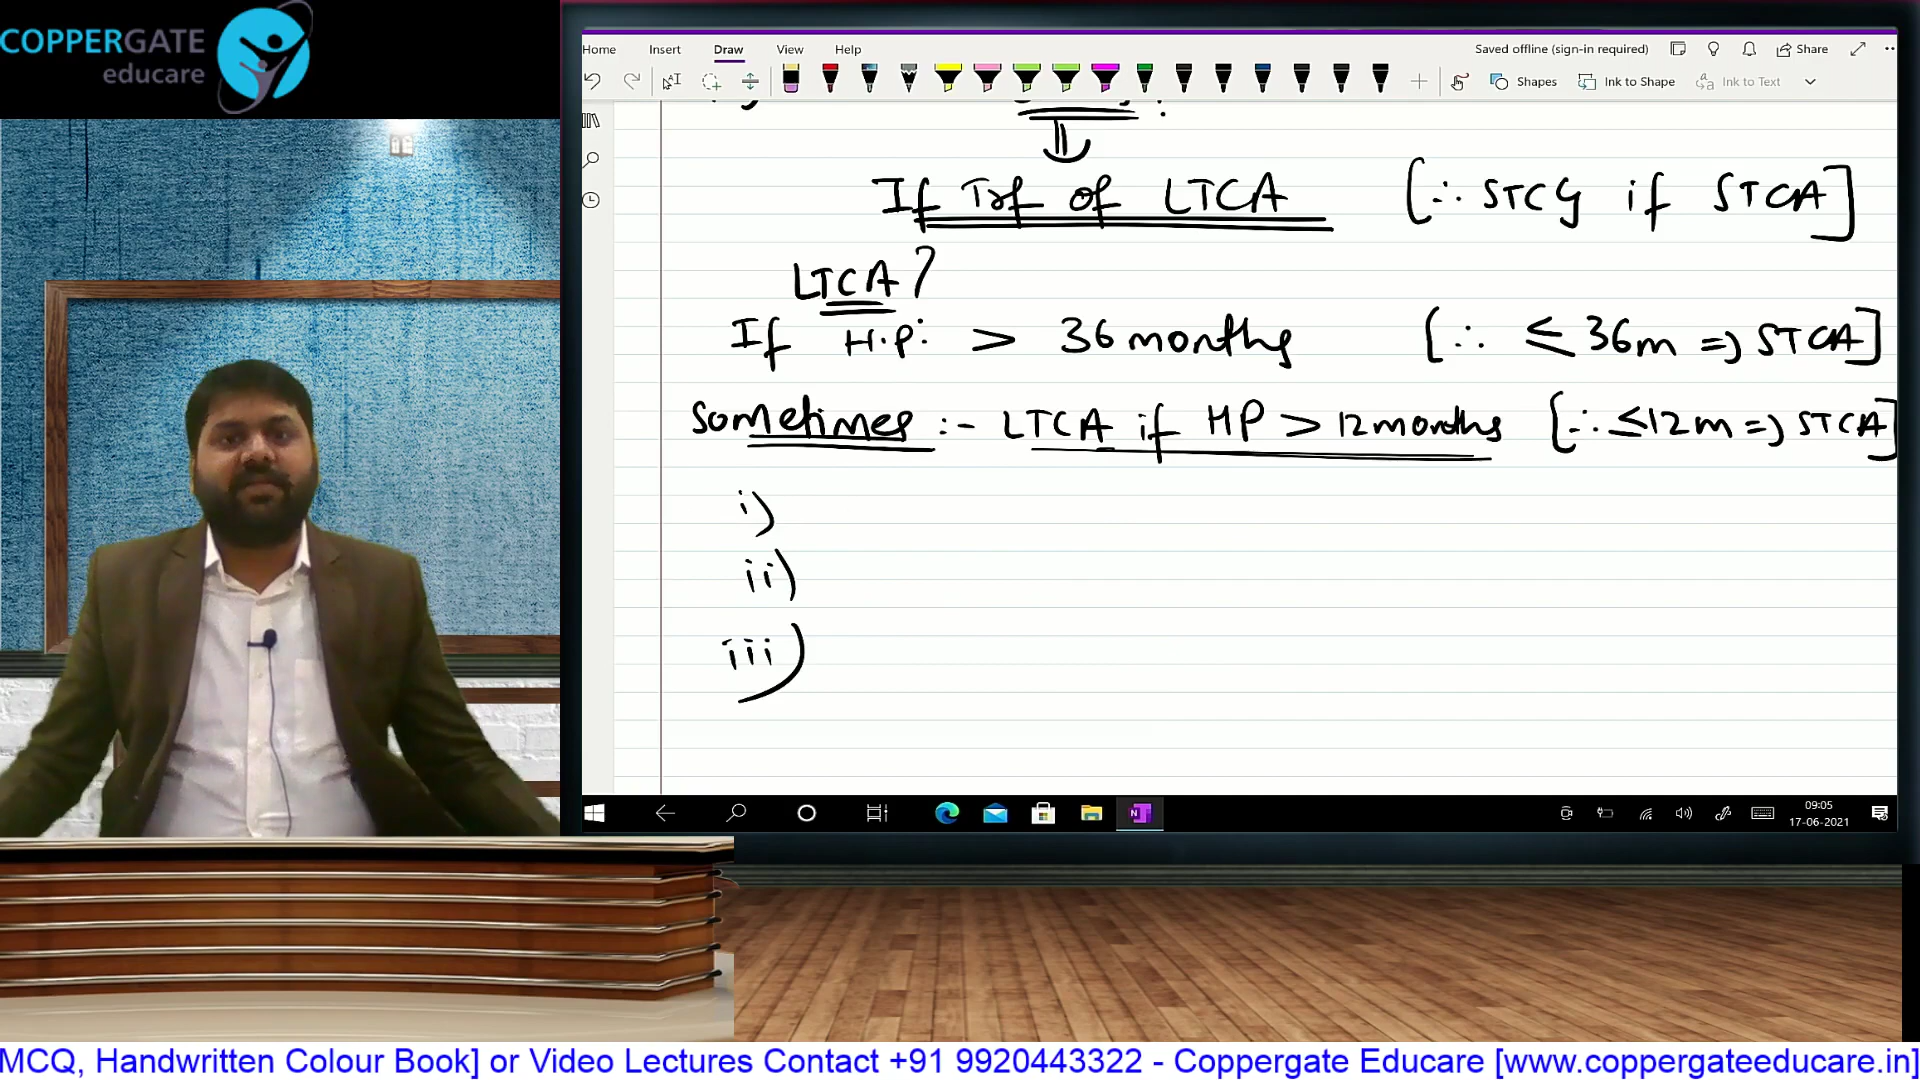 COPPERGATE
educare
Home Insert Draw View Help Saved offline (sign-in required) Share
Shapes Ink to Shape Ink to Text
If Trf of LTCA [∴ STCG if STCA]
LTCA?
If H.P. > 36 months [∴ ≤ 36m => STCA]
Sometimes :- LTCA if HP > 12 months [∴ ≤12m => STCA]
i)
ii)
iii)
09:05
17-06-2021
MCQ, Handwritten Colour Book] or Video Lectures Contact +91 9920443322 - Coppergate Educare [www.coppergateeducare.in]